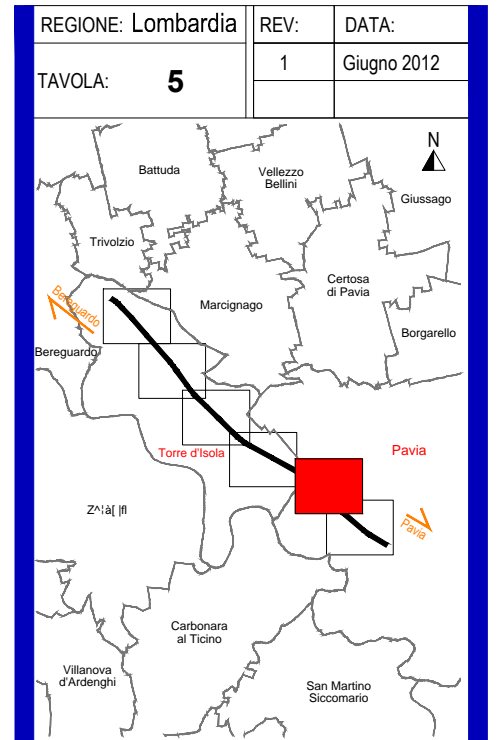 REGIONE: Lombardia
REV:
DATA:
TAVOLA: 5
1
Giugno 2012
N
Battuda
Vellezzo
Bellini
Giussago
Trivolzio
Certosa
di Pavia
Bereguardo
Marcignago
Borgarello
Bereguardo
Torre d'Isola
Pavia
Z^¦à[ |fl
Pavia
Carbonara
al Ticino
Villanova
d'Ardenghi
San Martino
Siccomario